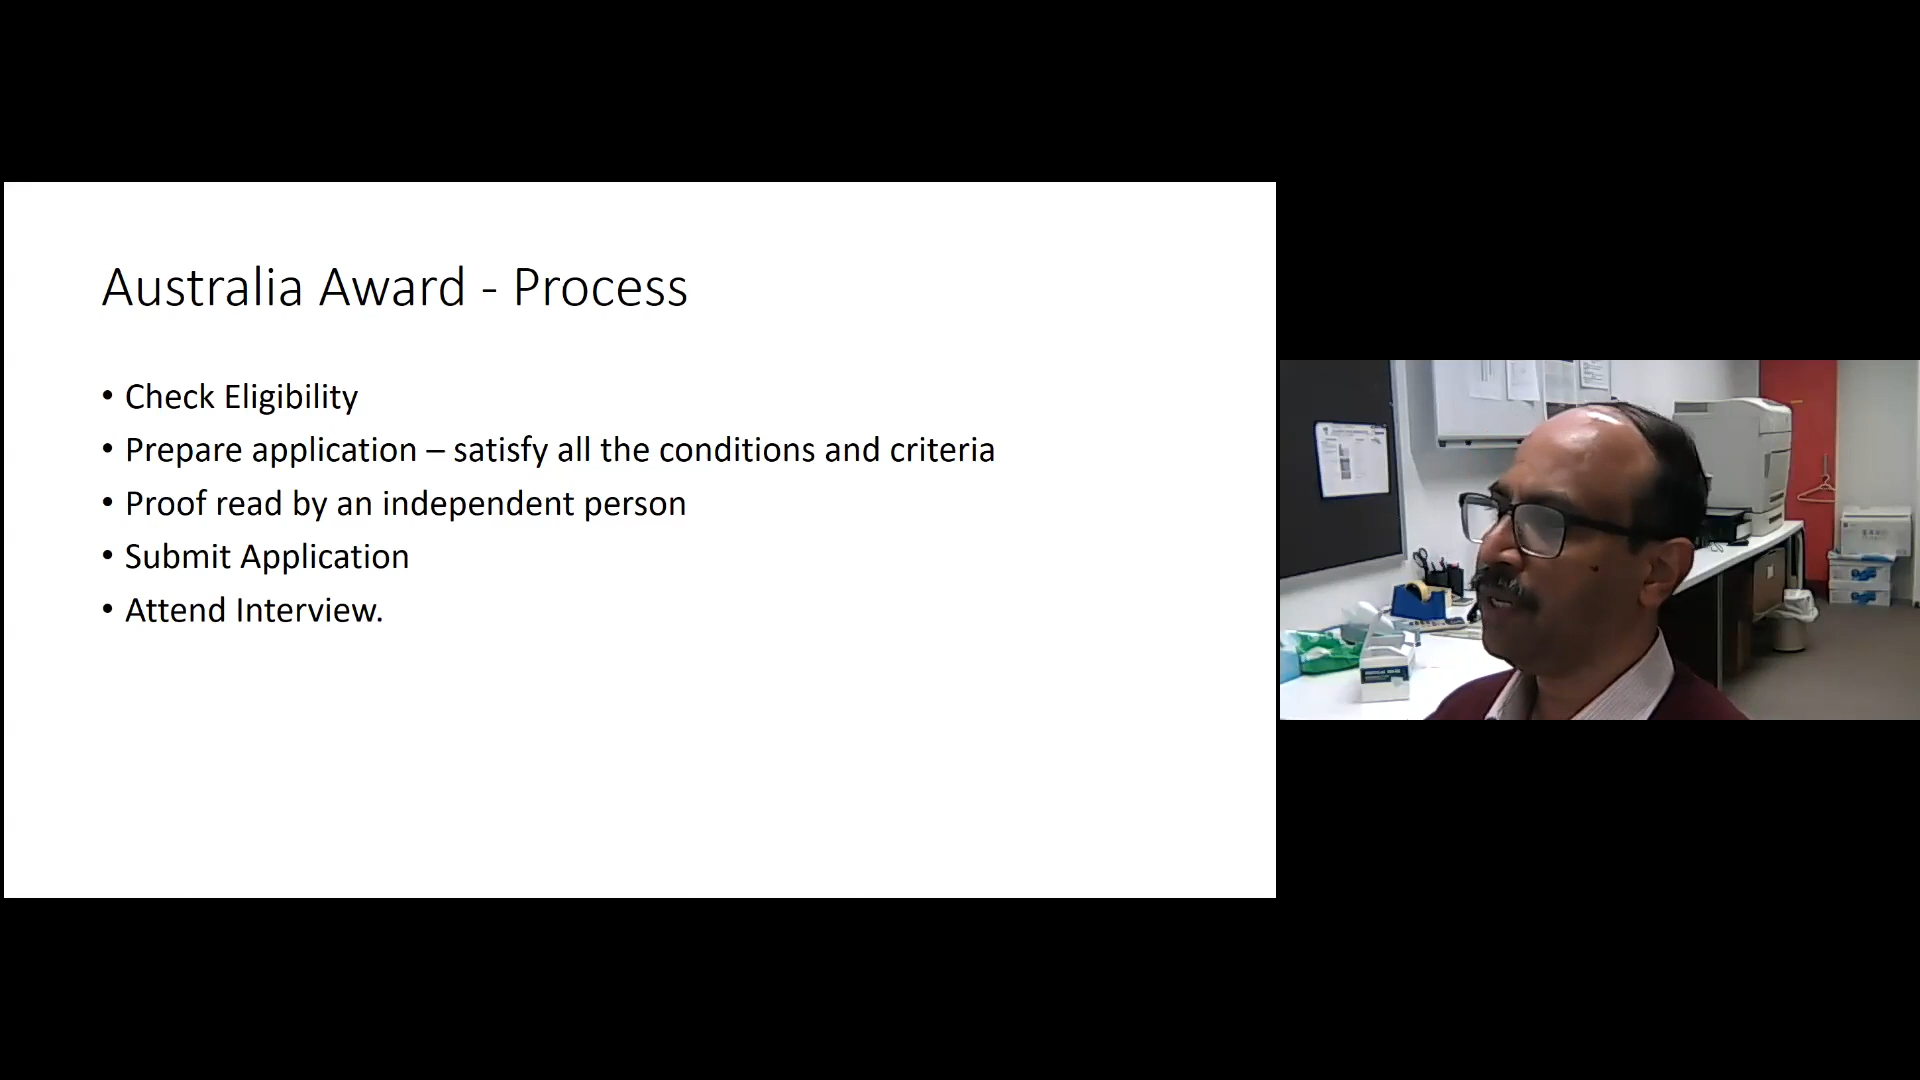 Australia Award - Process
• Check Eligibility
• Prepare application – satisfy all the conditions and criteria
• Proof read by an independent person
• Submit Application
• Attend Interview.